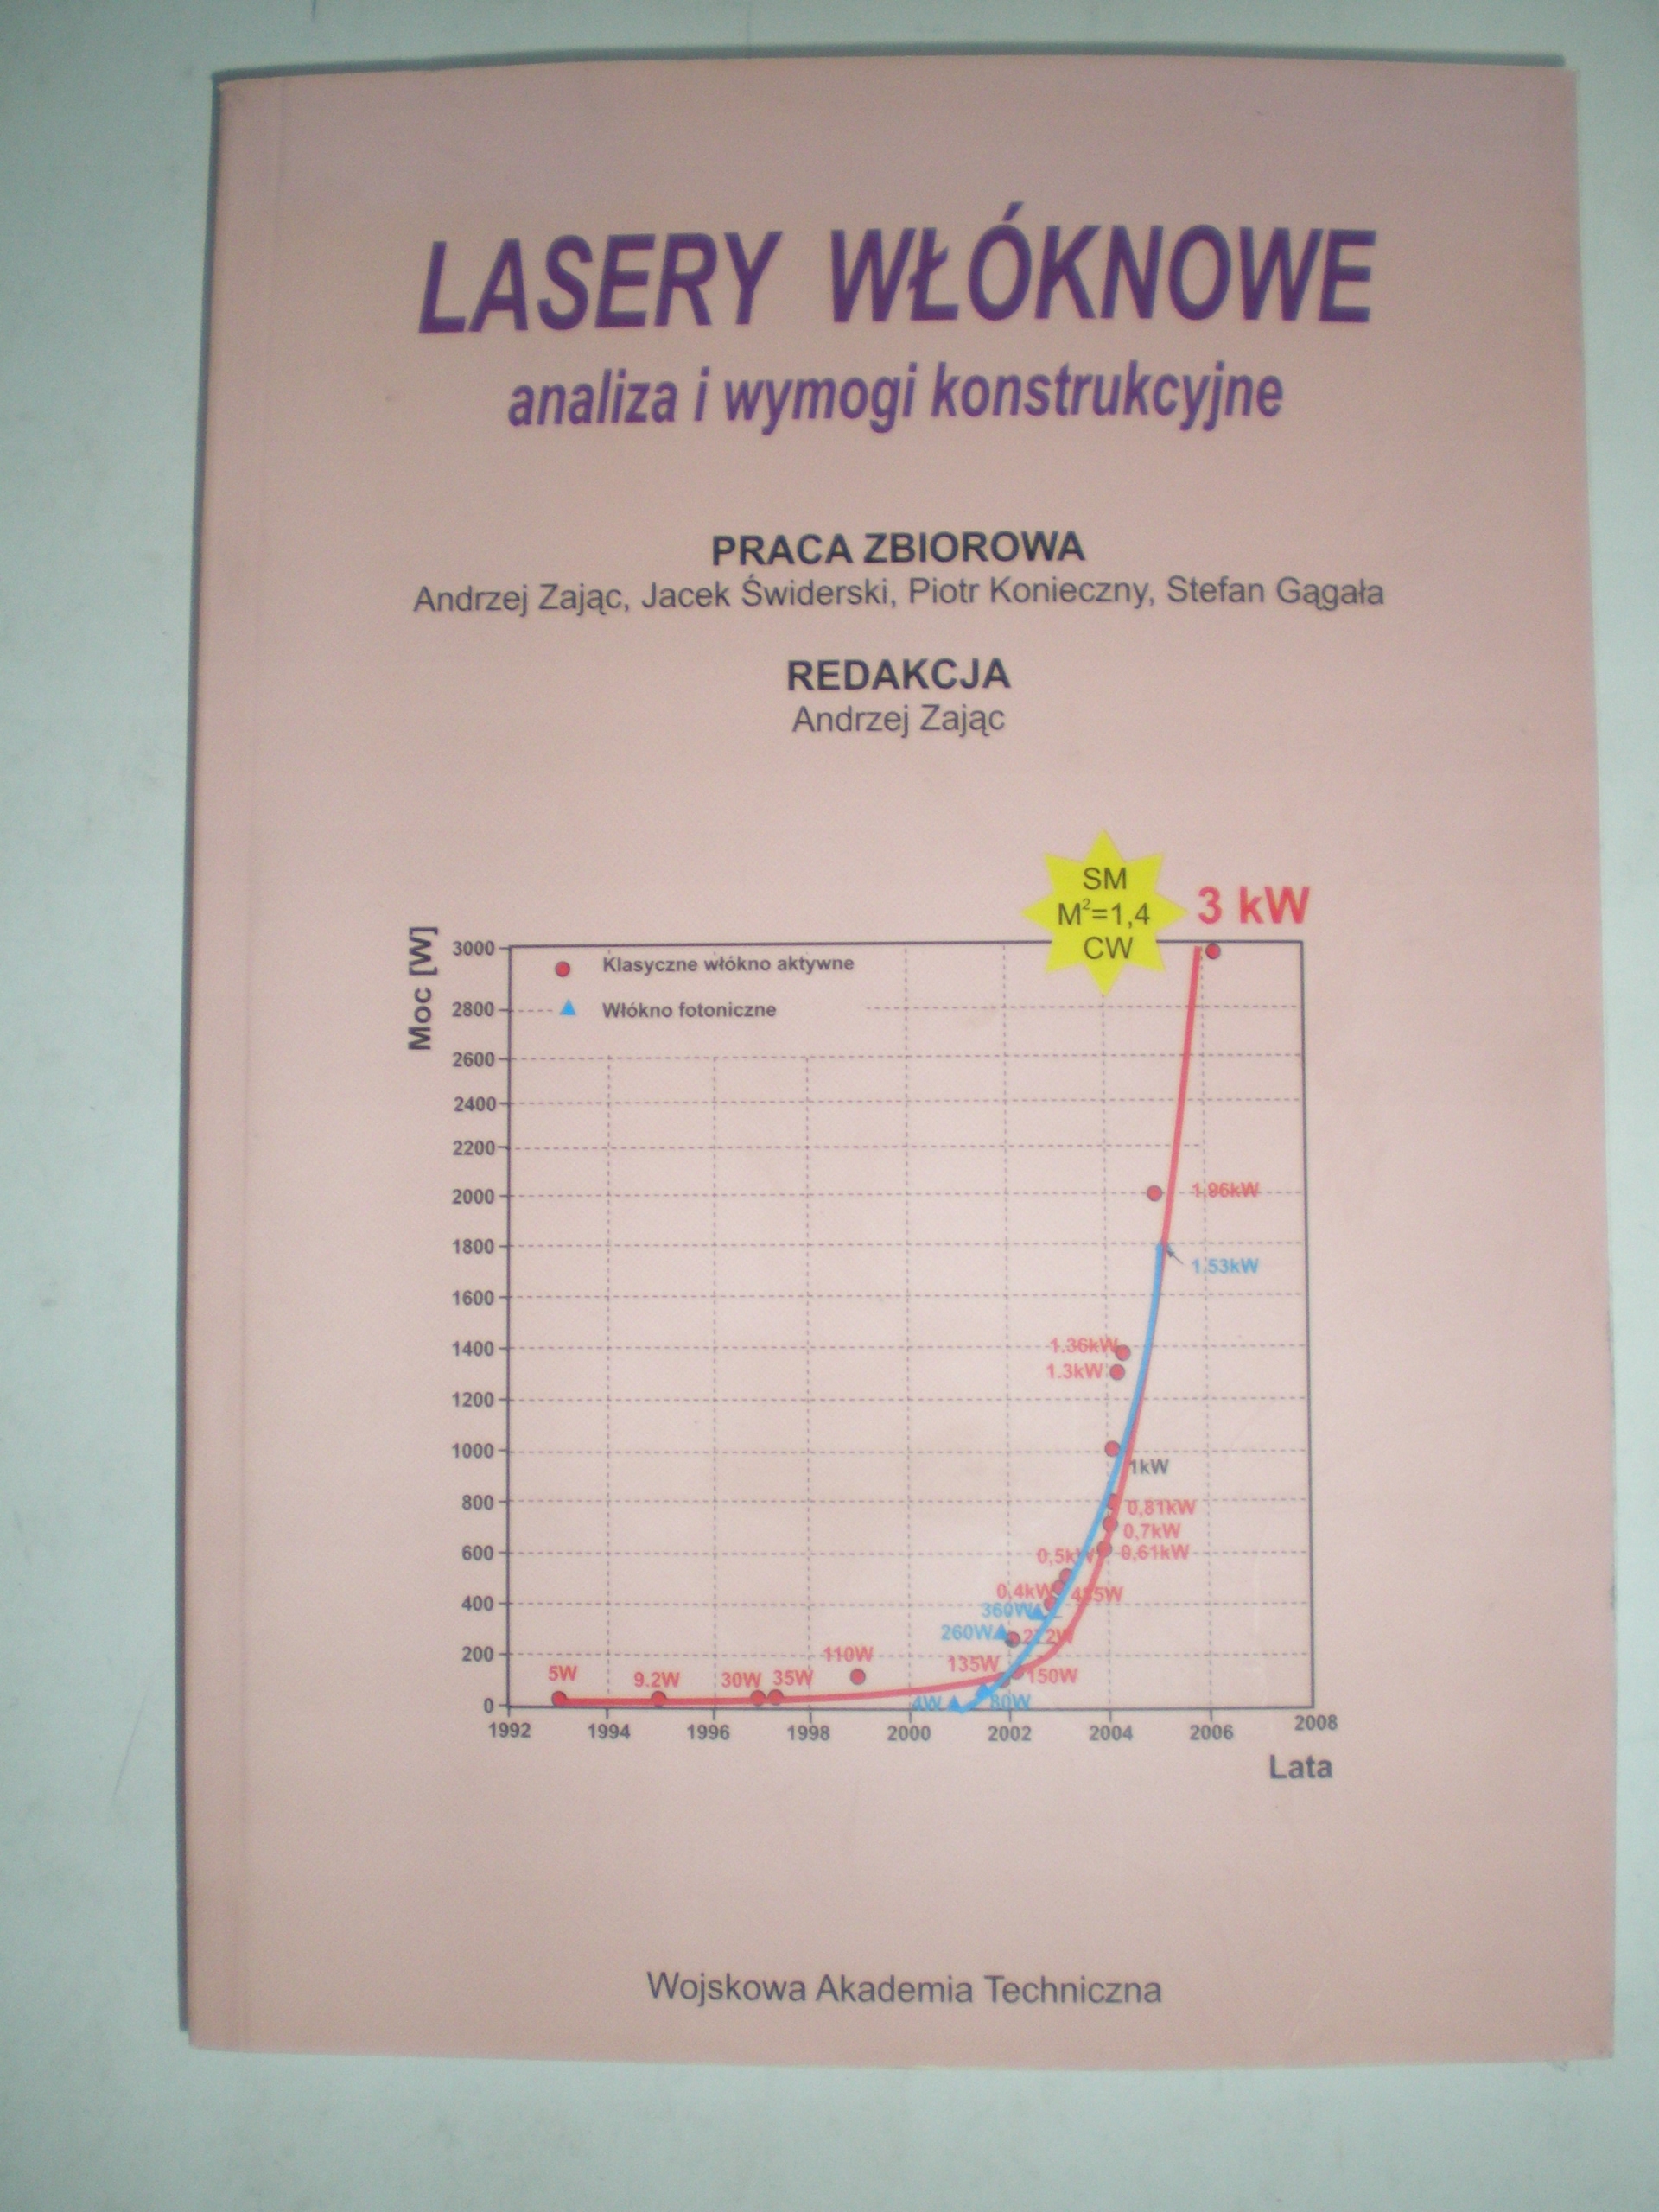 LASERY WŁÓKNOWE
analiza i wymogi konstrukcyjne
PRACA ZBIOROWA
Andrzej Zając, Jacek Świderski, Piotr Konieczny, Stefan Gągała
REDAKCJA
Andrzej Zając
SM
M²=1,4
CW
3 kW
Moc [W]
3000
Klasyczne włókno aktywne
2800
Włókno fotoniczne
2600
2400
2200
2000
1.96kW
1800
1.53kW
1600
1400
1.36kW
1.3kW
1200
1000
1kW
800
0,81kW
0,7kW
600
0,5kW
0,61kW
0,4kW
400
360W
260W
200
110W
135W
150W
5W
9.2W
30W
35W
4W
80W
0
1992 1994 1996 1998 2000 2002 2004 2006 2008
Lata
Wojskowa Akademia Techniczna